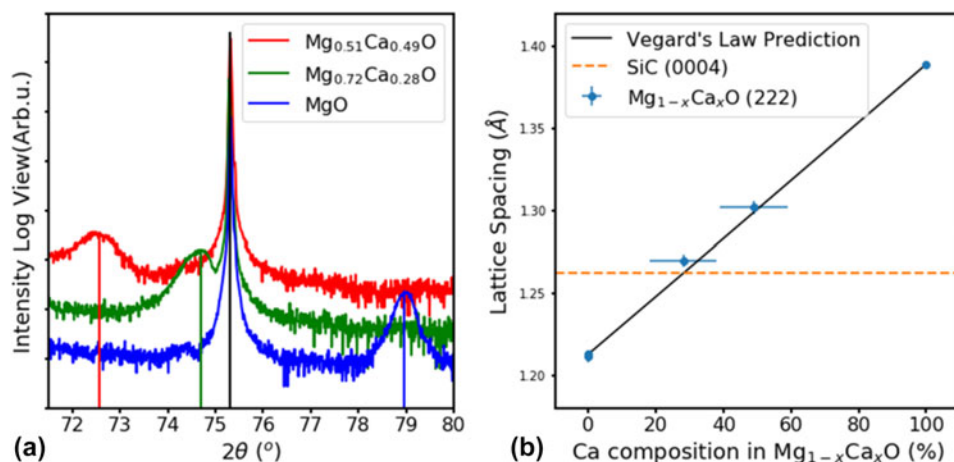 Mg0.51Ca0.49O
Mg0.72Ca0.28O
MgO
Intensity Log View(Arb.u.)
72 73 74 75 76 77 78 79 80
2θ (°)
(a)
Vegard's Law Prediction
SiC (0004)
Mg1−xCaxO (222)
Lattice Spacing (Å)
1.40
1.35
1.30
1.25
1.20
0 20 40 60 80 100
Ca composition in Mg1−xCaxO (%)
(b)